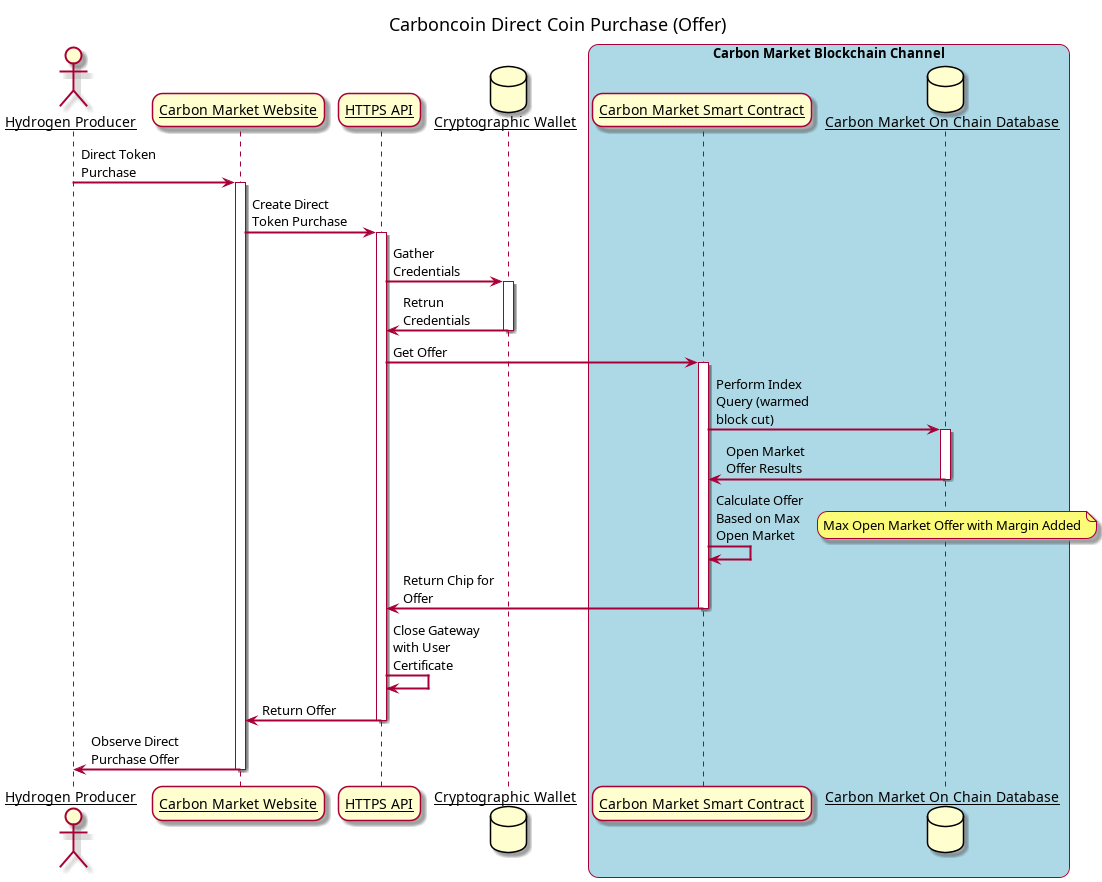 Carboncoin Direct Coin Purchase (Offer)
Carbon Market Blockchain Channel
Hydrogen Producer
Carbon Market Website
HTTPS API
Cryptographic Wallet
Carbon Market Smart Contract
Carbon Market On Chain Database
Direct Token
Purchase
Create Direct
Token Purchase
Gather
Credentials
Retrun
Credentials
Get Offer
Perform Index
Query (warmed
block cut)
Open Market
Offer Results
Calculate Offer
Based on Max
Open Market
Max Open Market Offer with Margin Added
Return Chip for
Offer
Close Gateway
with User
Certificate
Return Offer
Observe Direct
Purchase Offer
Hydrogen Producer
Carbon Market Website
HTTPS API
Cryptographic Wallet
Carbon Market Smart Contract
Carbon Market On Chain Database